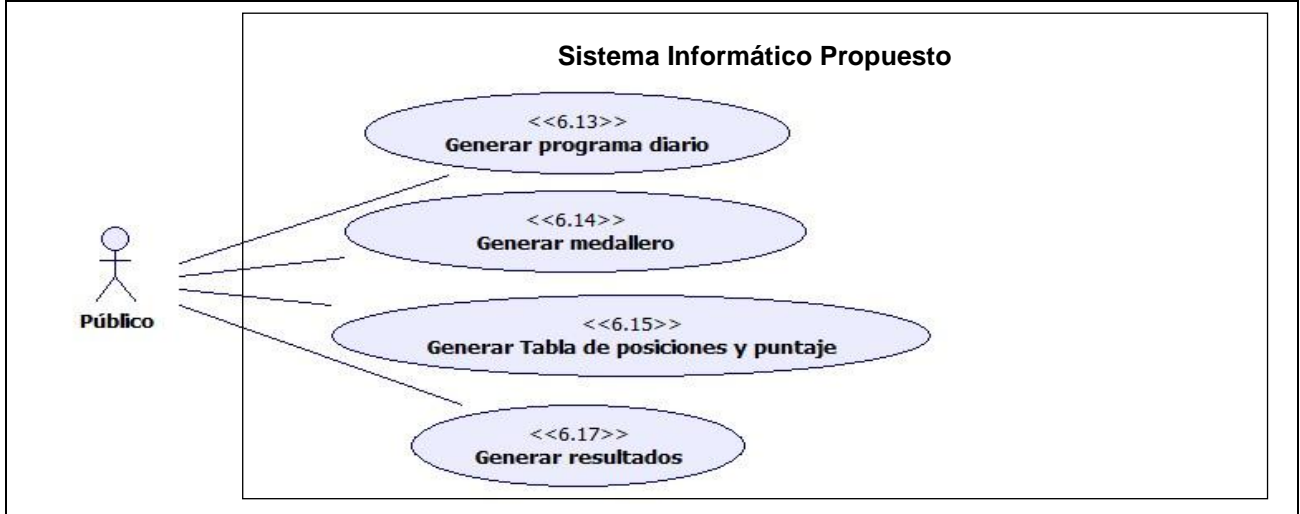 Sistema Informático Propuesto
<<6.13>>
Generar programa diario
<<6.14>>
Generar medallero
Público
<<6.15>>
Generar Tabla de posiciones y puntaje
<<6.17>>
Generar resultados